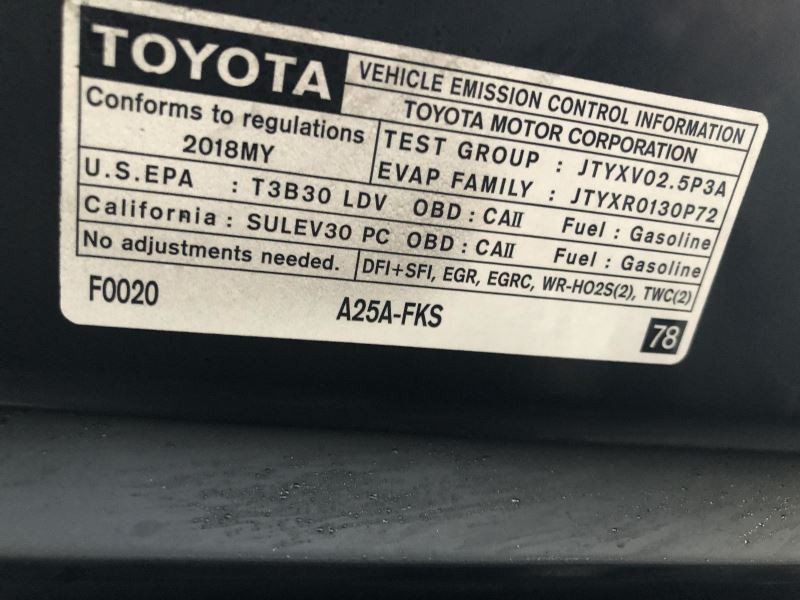 TOYOTA
VEHICLE EMISSION CONTROL INFORMATION
TOYOTA MOTOR CORPORATION
Conforms to regulations
2018MY
TEST GROUP : JTYXV02.5P3A
EVAP FAMILY : JTYXR0130P72
U.S.EPA : T3B30 LDV OBD : CAII Fuel : Gasoline
California : SULEV30 PC OBD : CAII Fuel : Gasoline
No adjustments needed. DFI+SFI, EGR, EGRC, WR-HO2S(2), TWC(2)
F0020 A25A-FKS 78